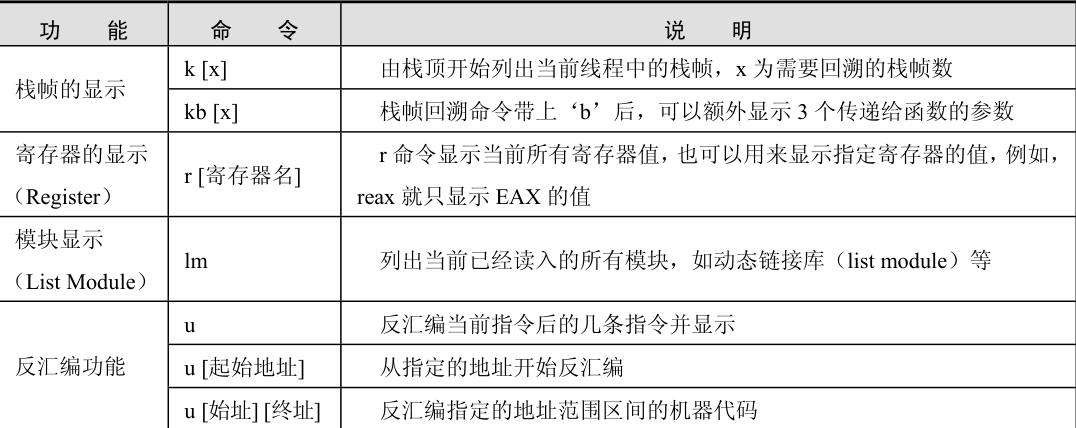 功 能 命 令 说 明
栈帧的显示
k [x] 由栈顶开始列出当前线程中的栈帧，x 为需要回溯的栈帧数
kb [x] 栈帧回溯命令带上‘b’后，可以额外显示 3 个传递给函数的参数
寄存器的显示
（Register）
r [寄存器名]
r 命令显示当前所有寄存器值，也可以用来显示指定寄存器的值，例如，
reax 就只显示 EAX 的值
模块显示
（List Module）
lm 列出当前已经读入的所有模块，如动态链接库（list module）等
反汇编功能
u 反汇编当前指令后的几条指令并显示
u [起始地址] 从指定的地址开始反汇编
u [始址] [终址] 反汇编指定的地址范围区间的机器代码